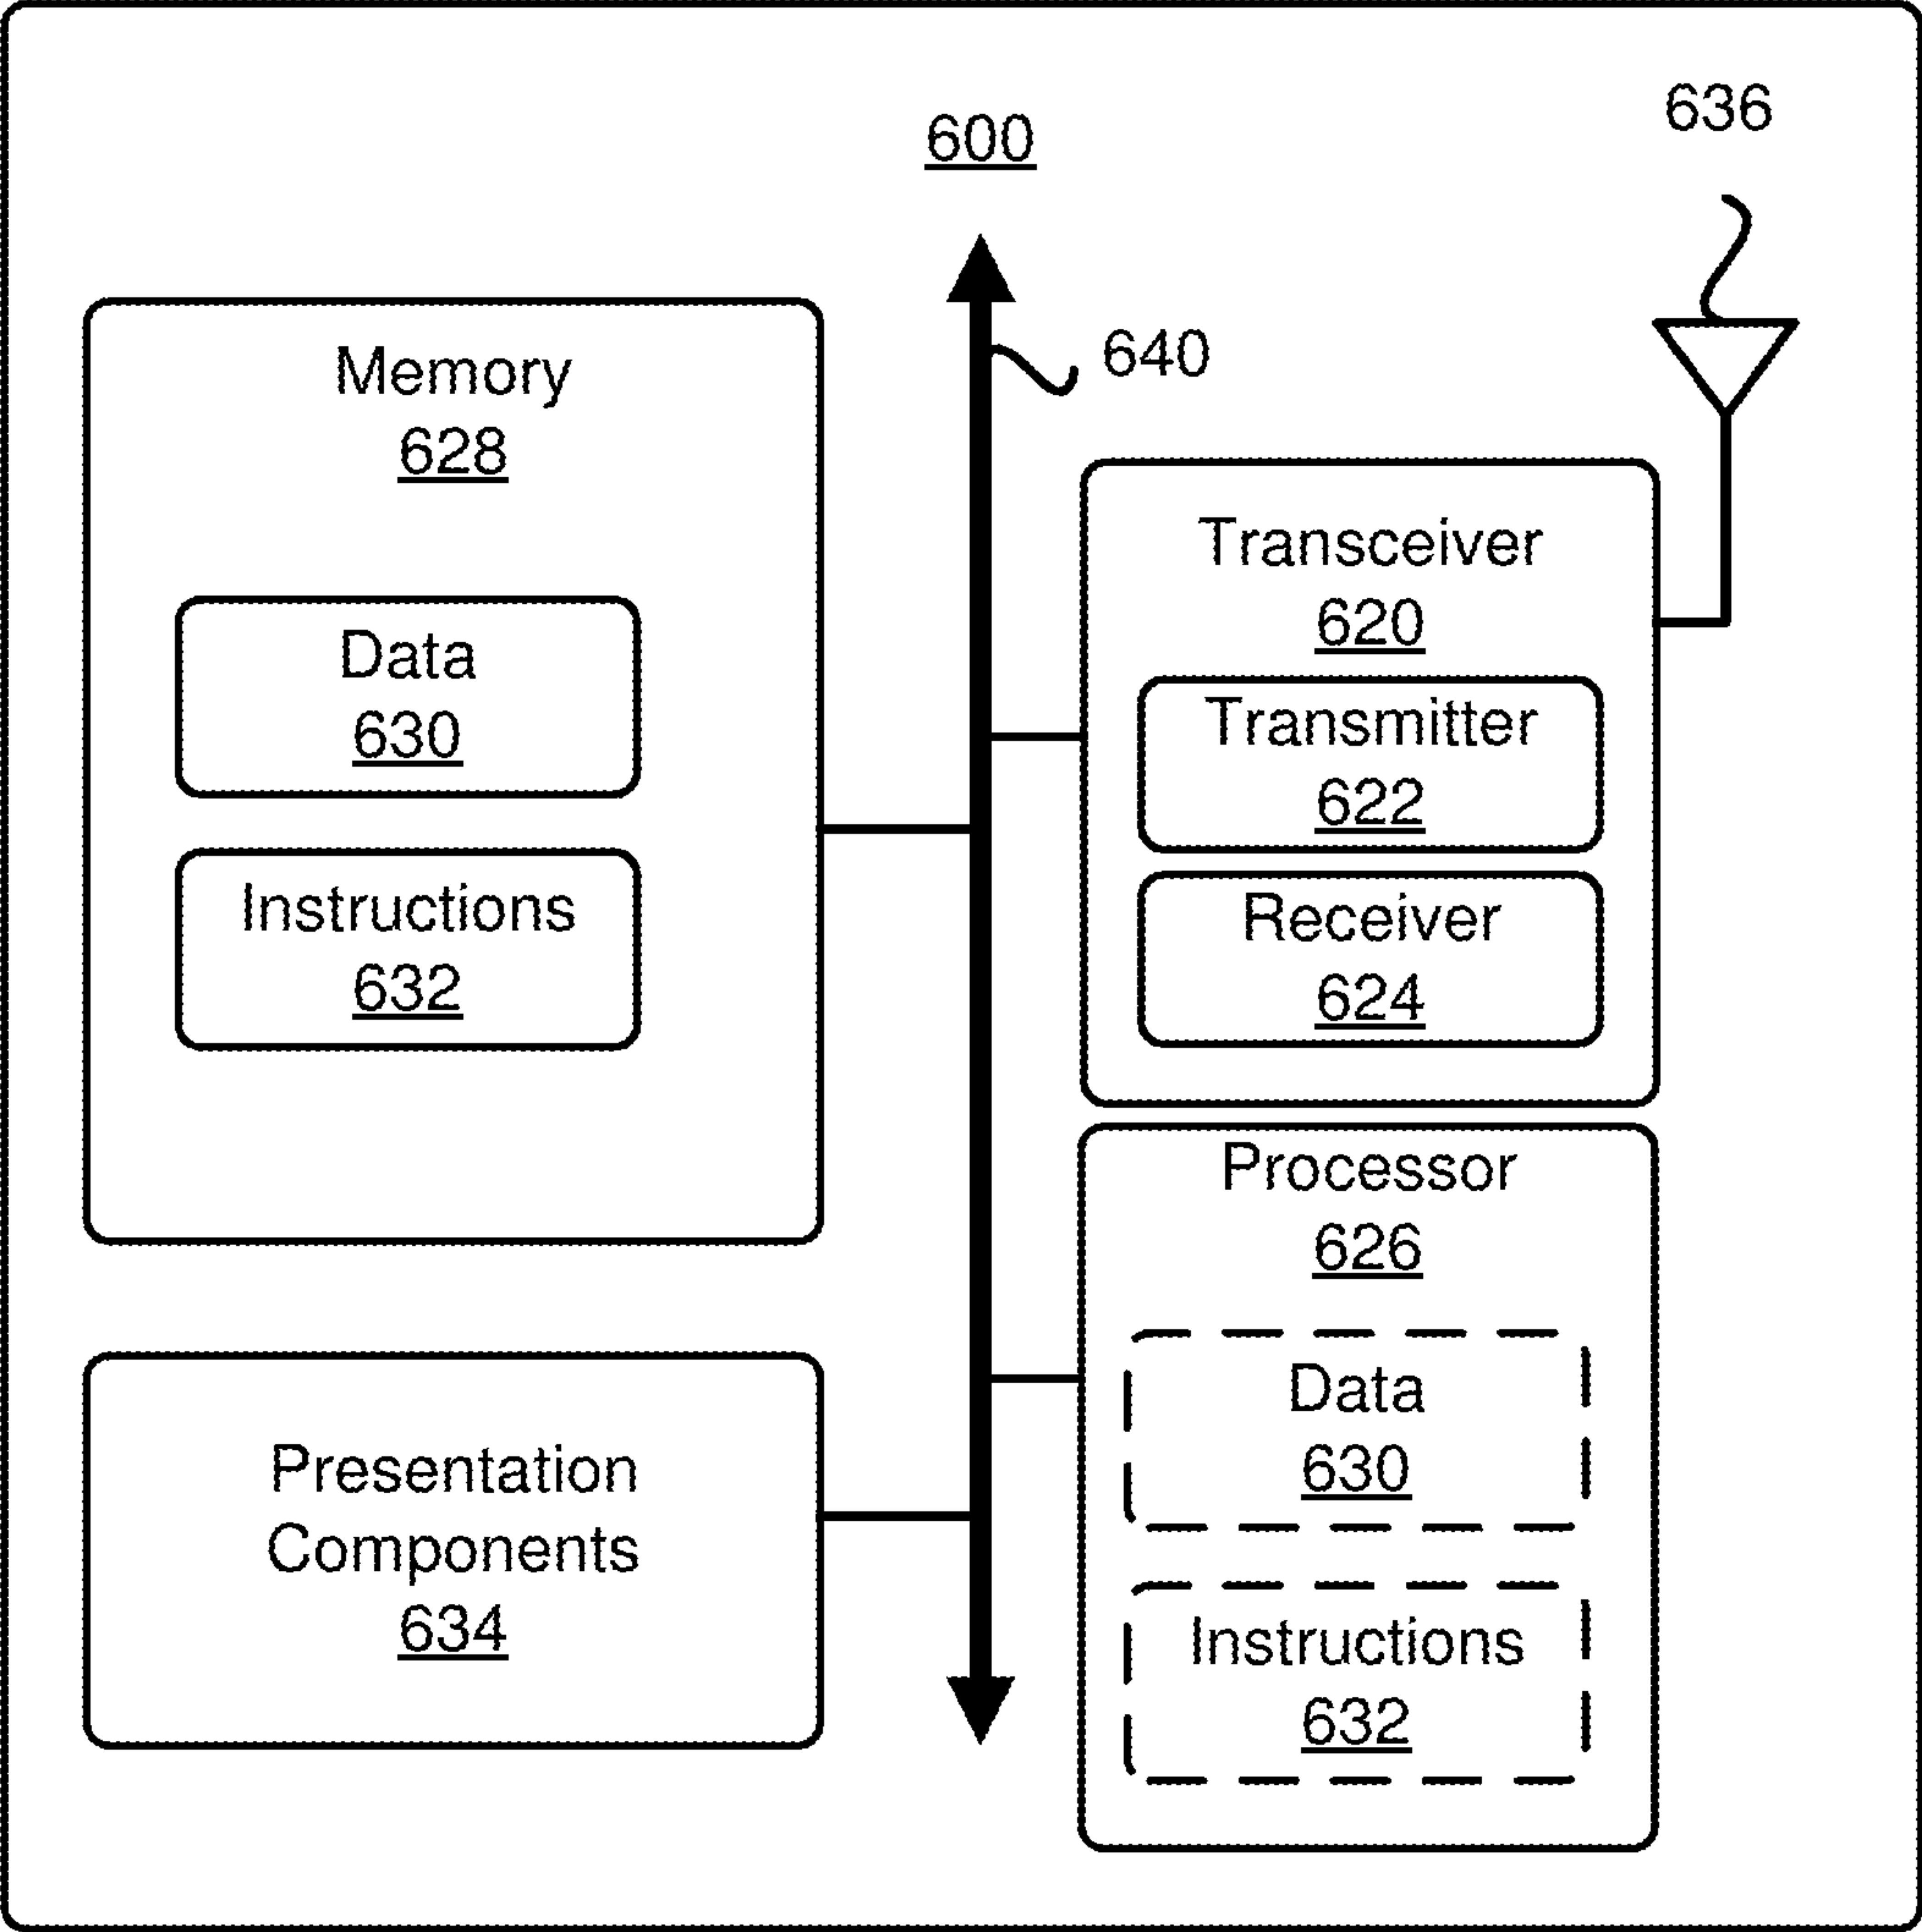 600
636
640
Memory
628
Data
630
Instructions
632
Transceiver
620
Transmitter
622
Receiver
624
Processor
626
Data
630
Instructions
632
Presentation
Components
634